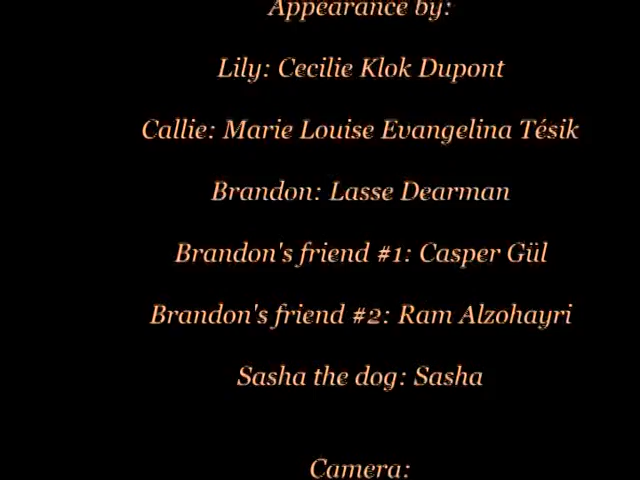 Appearance by:
Lily: Cecilie Klok Dupont
Callie: Marie Louise Evangelina Tésik
Brandon: Lasse Dearman
Brandon's friend #1: Casper Gül
Brandon's friend #2: Ram Alzohayri
Sasha the dog: Sasha
Camera: